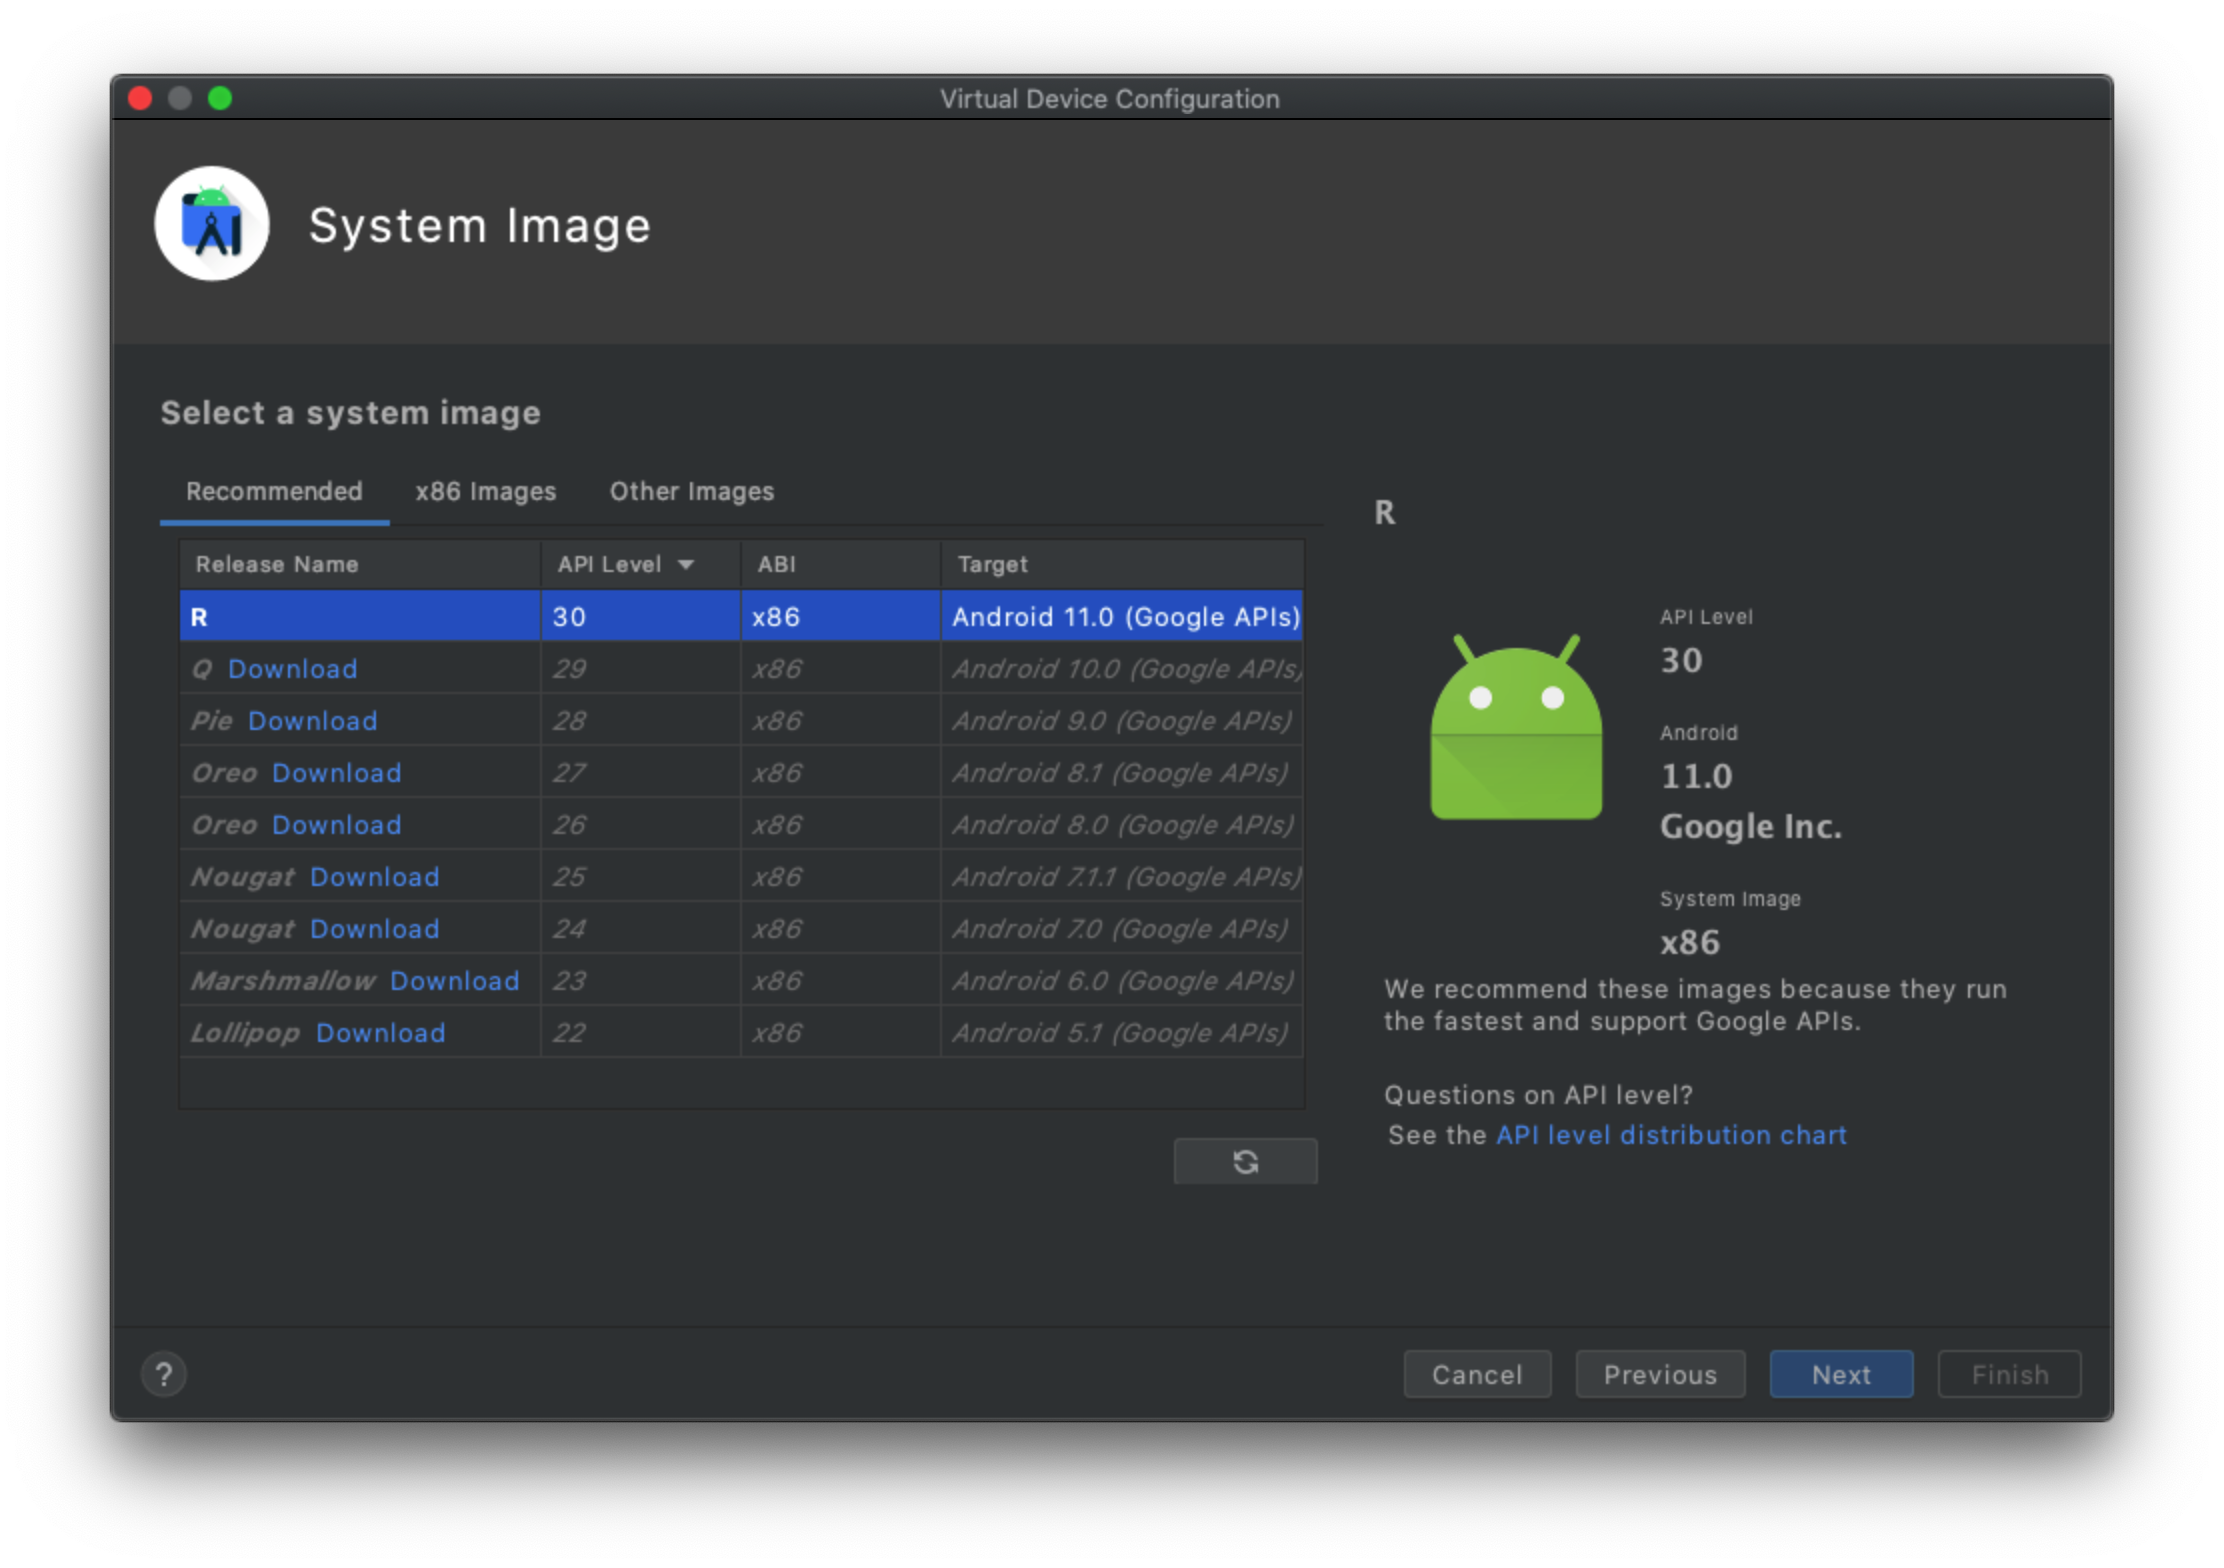 Virtual Device Configuration
System Image
Select a system image
Recommended x86 Images Other Images
Release Name API Level ABI Target
R 30 x86 Android 11.0 (Google APIs)
Q Download 29 x86 Android 10.0 (Google APIs)
Pie Download 28 x86 Android 9.0 (Google APIs)
Oreo Download 27 x86 Android 8.1 (Google APIs)
Oreo Download 26 x86 Android 8.0 (Google APIs)
Nougat Download 25 x86 Android 7.1.1 (Google APIs)
Nougat Download 24 x86 Android 7.0 (Google APIs)
Marshmallow Download 23 x86 Android 6.0 (Google APIs)
Lollipop Download 22 x86 Android 5.1 (Google APIs)
R
API Level
30
Android
11.0
Google Inc.
System Image
x86
We recommend these images because they run
the fastest and support Google APIs.
Questions on API level?
See the API level distribution chart
? Cancel Previous Next Finish